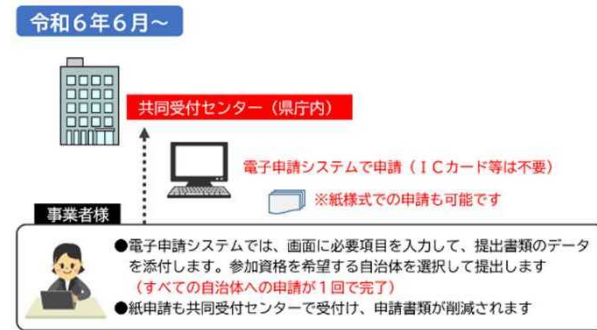 令和６年６月～
共同受付センター（県庁内）
電子申請システムで申請（ＩＣカード等は不要）
※紙様式での申請も可能です
事業者様
●電子申請システムでは、画面に必要項目を入力して、提出書類のデータ
を添付します。参加資格を希望する自治体を選択して提出します
（すべての自治体への申請が１回で完了）
●紙申請も共同受付センターで受付け、申請書類が削減されます